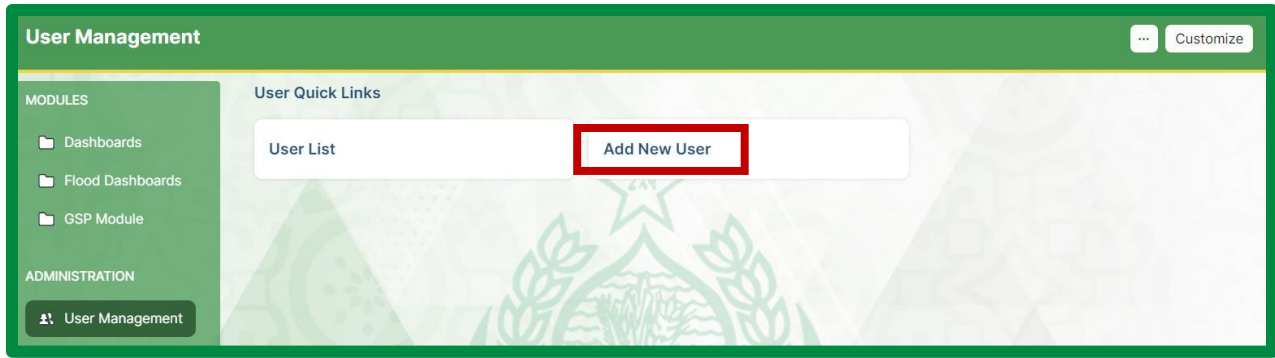 User Management
...
Customize
MODULES
Dashboards
Flood Dashboards
GSP Module
ADMINISTRATION
User Management
User Quick Links
User List
Add New User